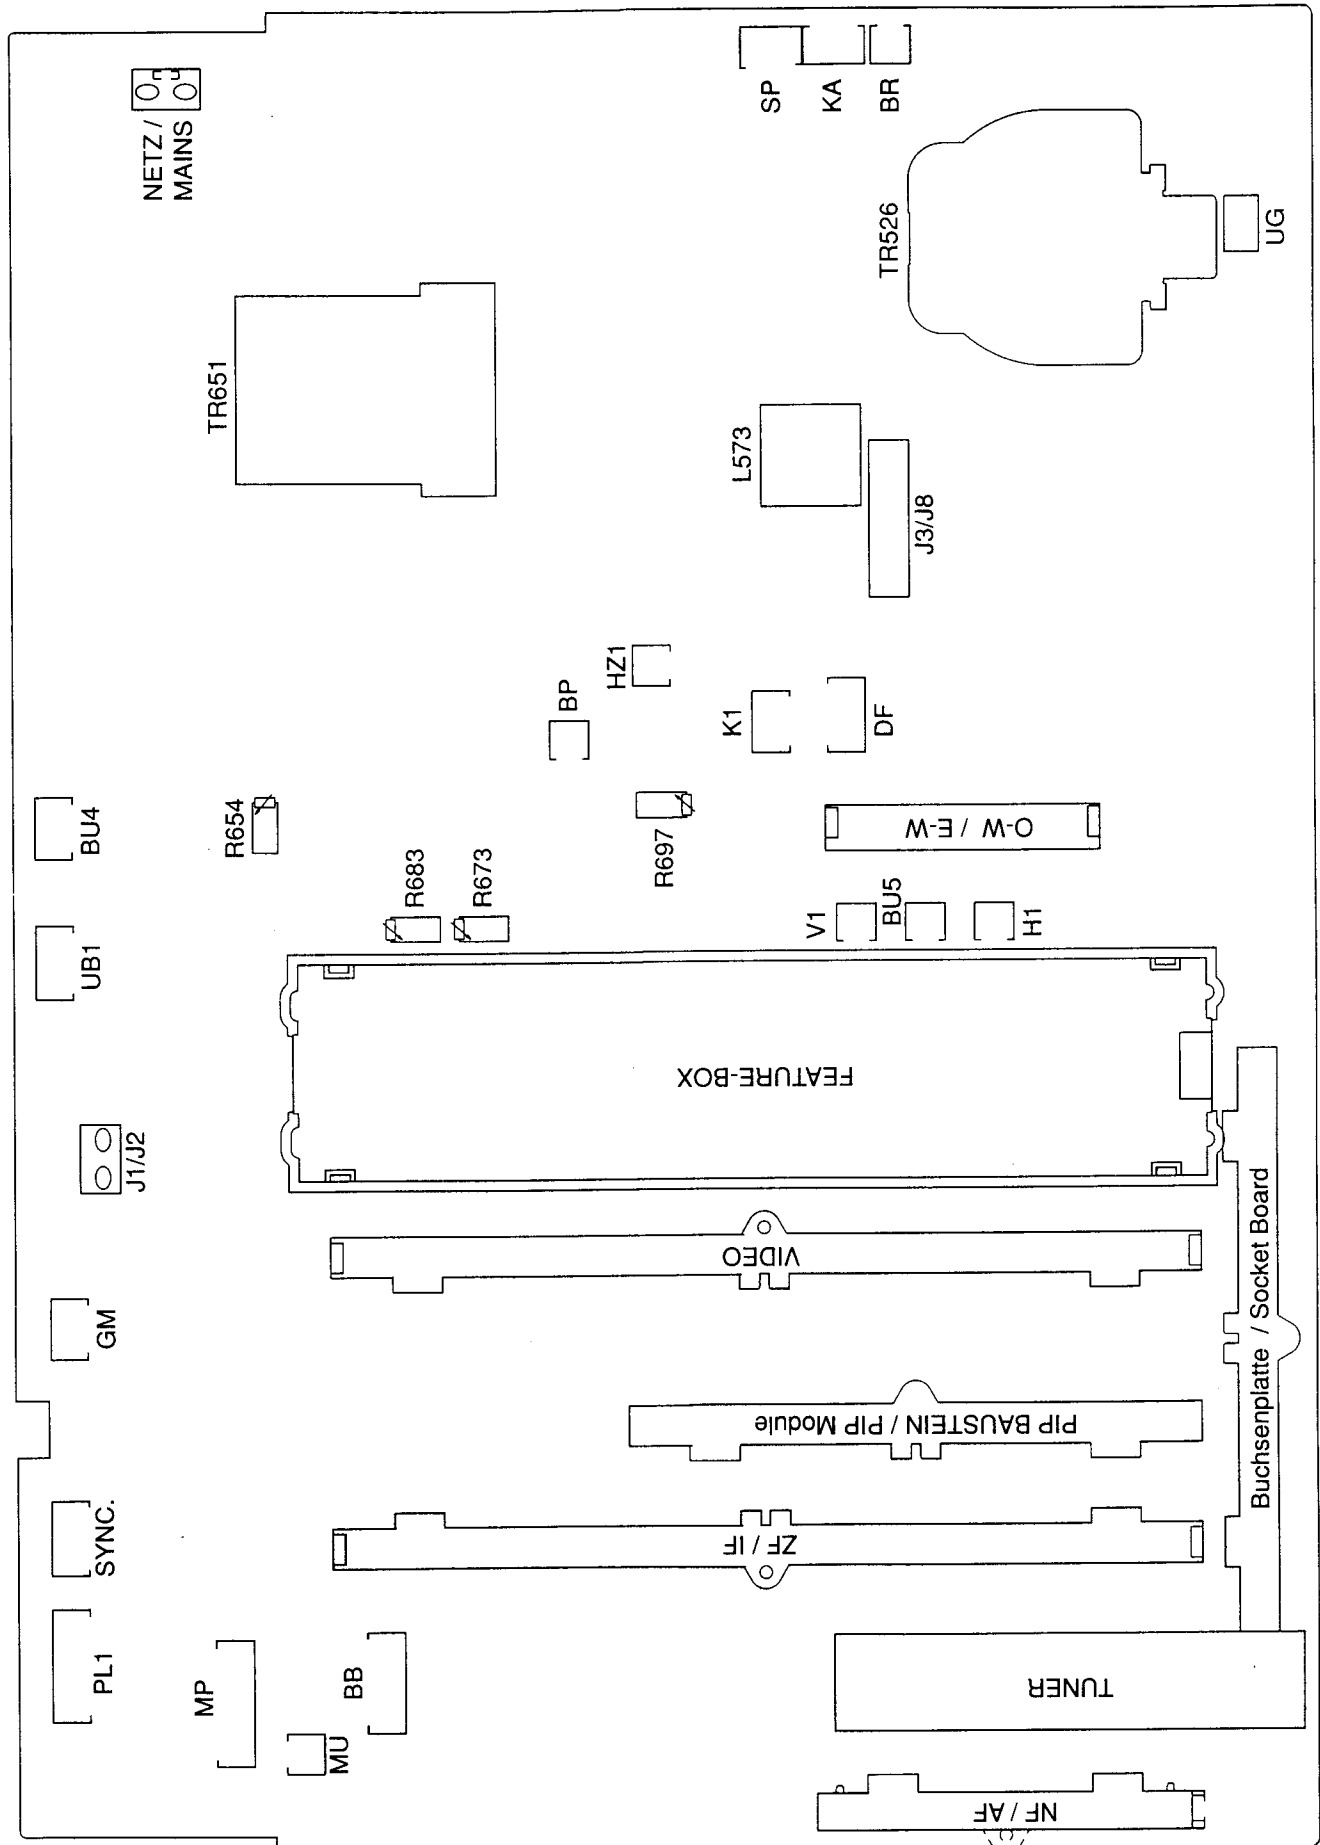 NETZ /
MAINS
SP
KA
BR
TR526
UG
TR651
L573
J3/J8
HZ1
BP
K1
DF
BU4
R654
R697
O-W / E-W
R683
R673
V1
BU5
H1
UB1
FEATURE-BOX
J1/J2
VIDEO
GM
Buchsenplatte / Socket Board
PIP BAUSTEIN / PIP Module
SYNC.
ZF / IF
PL1
MP
BB
MU
TUNER
NF / AF